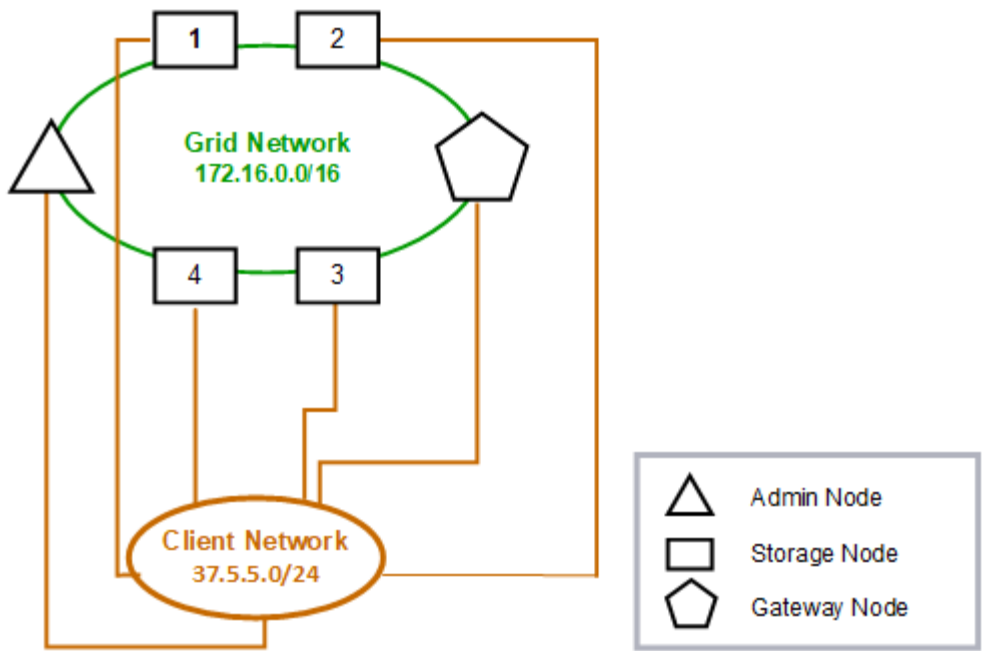 1
2
Grid Network
172.16.0.0/16
4
3
Client Network
37.5.5.0/24
Admin Node
Storage Node
Gateway Node